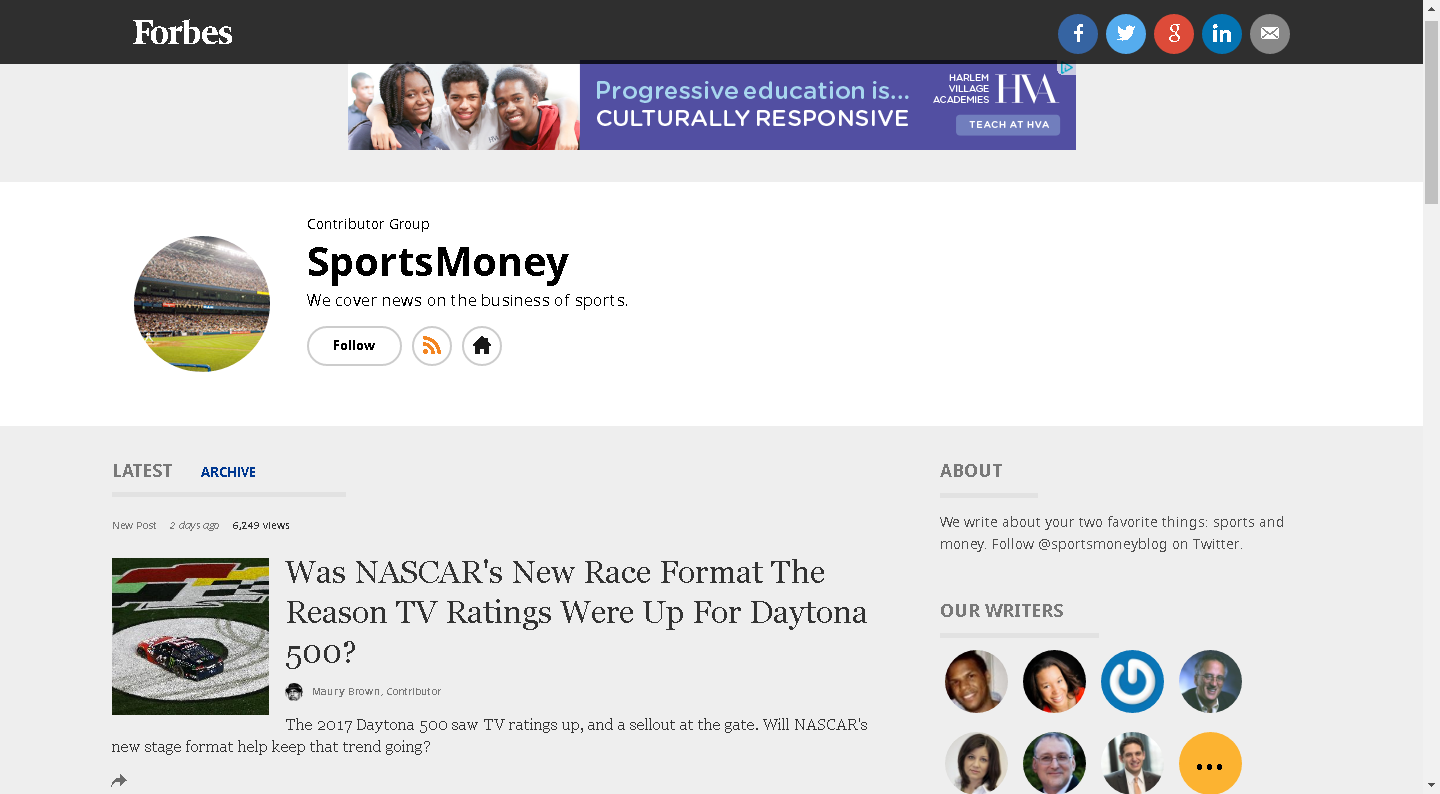 Forbes
Progressive education is...
CULTURALLY RESPONSIVE
HARLEM
VILLAGE
ACADEMIES
HVA
TEACH AT HVA
Contributor Group
SportsMoney
We cover news on the business of sports.
Follow
LATEST ARCHIVE
New Post 2 days ago 6,249 views
Was NASCAR's New Race Format The
Reason TV Ratings Were Up For Daytona
500?
Maury Brown, Contributor
The 2017 Daytona 500 saw TV ratings up, and a sellout at the gate. Will NASCAR's
new stage format help keep that trend going?
ABOUT
We write about your two favorite things: sports and
money. Follow @sportsmoneyblog on Twitter.
OUR WRITERS